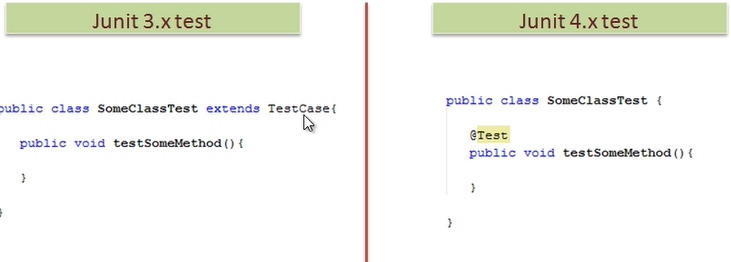 Junit 3.x test
public class SomeClassTest extends TestCase{
public void testSomeMethod(){
}
}
Junit 4.x test
public class SomeClassTest {
@Test
public void testSomeMethod(){
}
}